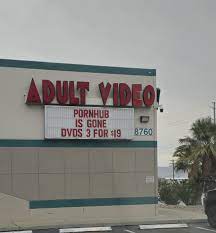 ADULT VIDEO
PORNHUB
IS GONE
DVDS 3 FOR $19
8760